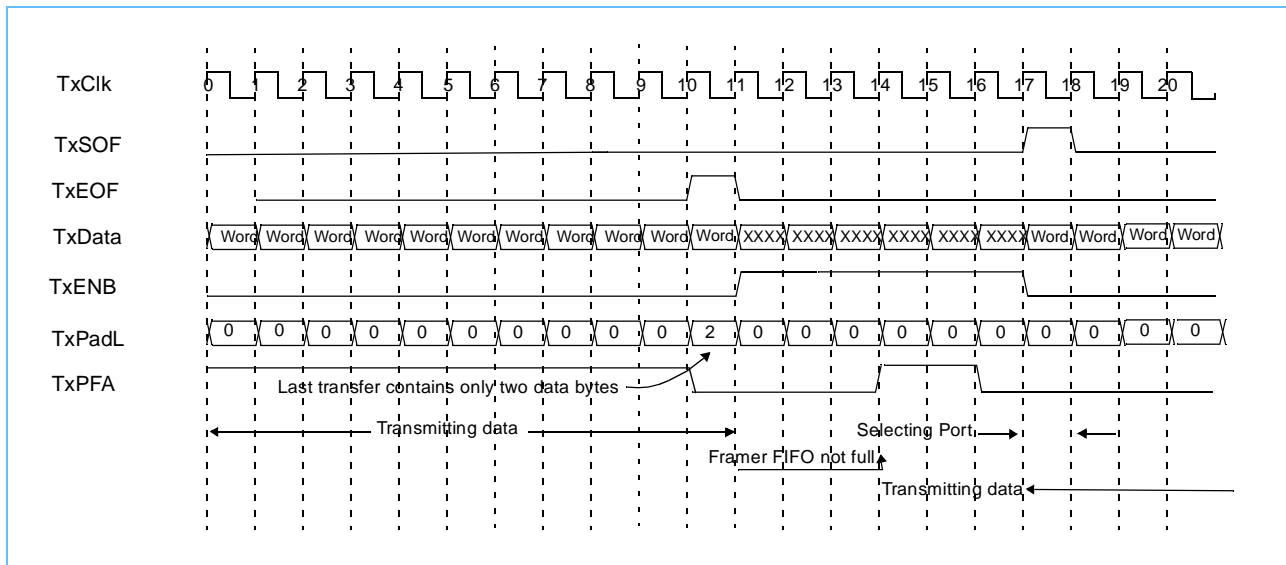 TxClk
0 1 2 3 4 5 6 7 8 9 10 11 12 13 14 15 16 17 18 19 20
TxSOF
TxEOF
TxData
Word Word Word Word Word Word Word Word Word Word Word XXXX XXXX XXXX XXXX XXXX XXXX Word Word Word Word
TxENB
TxPadL
0 0 0 0 0 0 0 0 0 0 2 0 0 0 0 0 0 0 0 0 0
TxPFA
Last transfer contains only two data bytes
Transmitting data
Selecting Port
Framer FIFO not full
Transmitting data